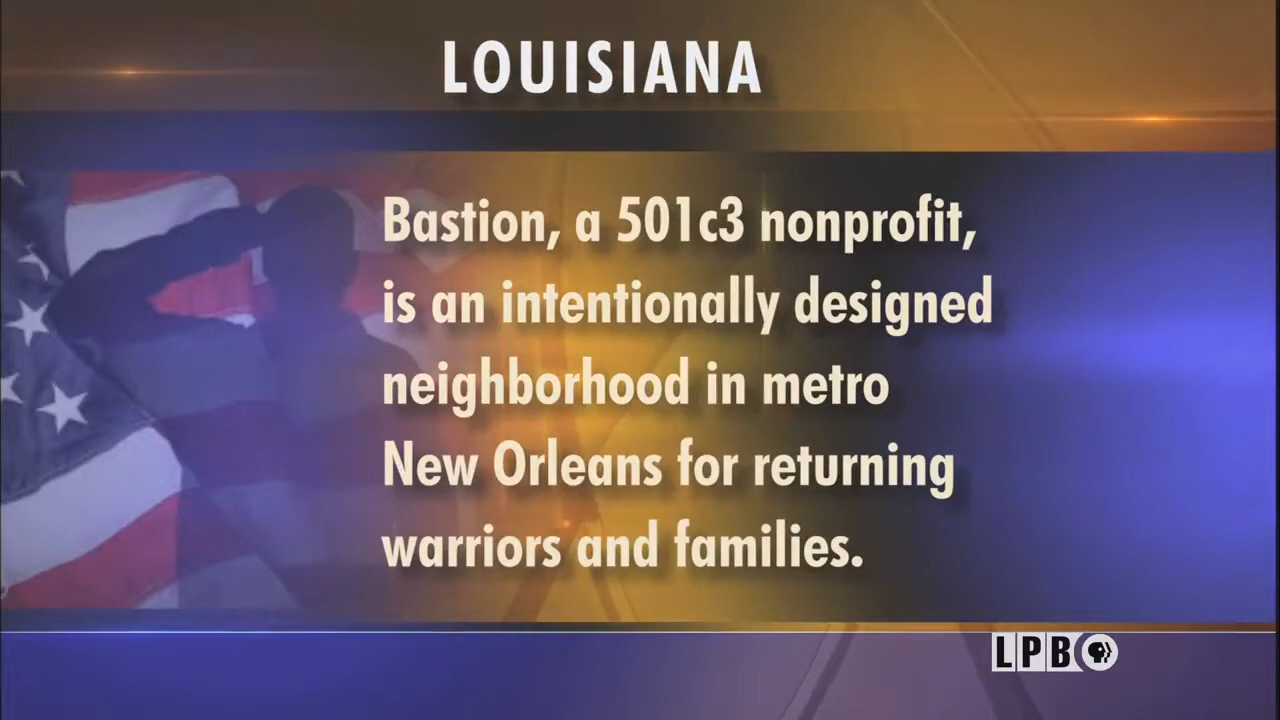 LOUISIANA
Bastion, a 501c3 nonprofit,
is an intentionally designed
neighborhood in metro
New Orleans for returning
warriors and families.
LPB